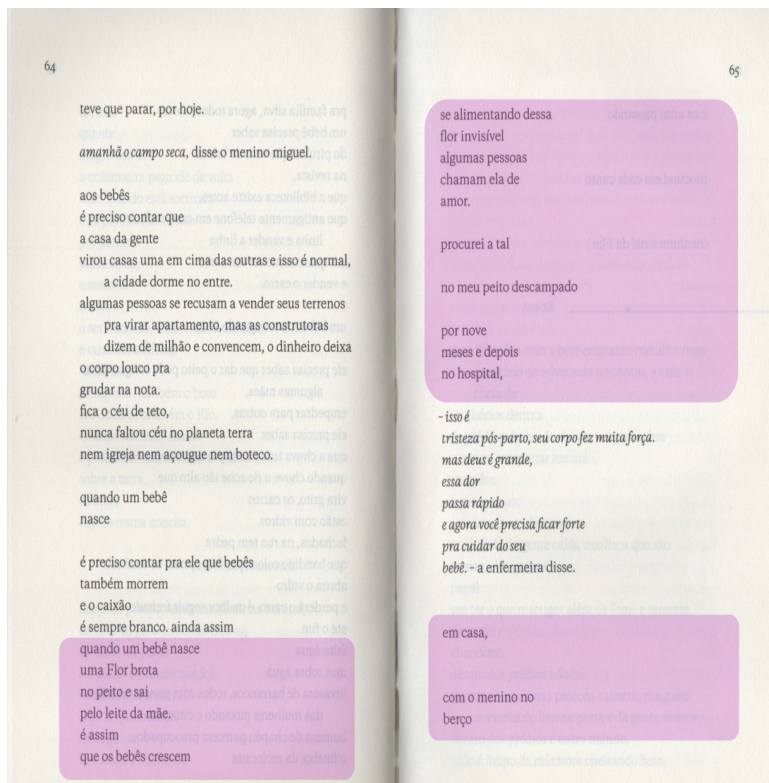 64
teve que parar, por hoje.
amanhã o campo seca, disse o menino miguel.
aos bebês
é preciso contar que
a casa da gente
virou casas uma em cima das outras e isso é normal,
a cidade dorme no entre.
algumas pessoas se recusam a vender seus terrenos
pra virar apartamento, mas as construtoras
dizem de milhão e convencem, o dinheiro deixa
o corpo oluco pra
grudar na nota.
fica o céu de teto,
nunca faltou céu no planeta terra
nem igreja nem açougue nem boteco.
quando um bebê
nasce
é preciso contar pra ele que bebês
também morrem
e o caixão
é sempre branco. ainda assim
quando um bebê nasce
uma Flor brota
no peito e sai
pelo leite da mãe.
é assim
que os bebês crescem
65
se alimentando dessa
flor invisível
algumas pessoas
chamam ela de
amor.
procurei a tal
no meu peito descampado
por nove
meses e depois
no hospital,
- isso é
tristeza pós-parto, seu corpo fez muita força.
mas deus é grande,
essa dor
passa rápido
e agora você precisa ficar forte
pra cuidar do seu
bebê. - a enfermeira disse.
em casa,
com o menino no
berço